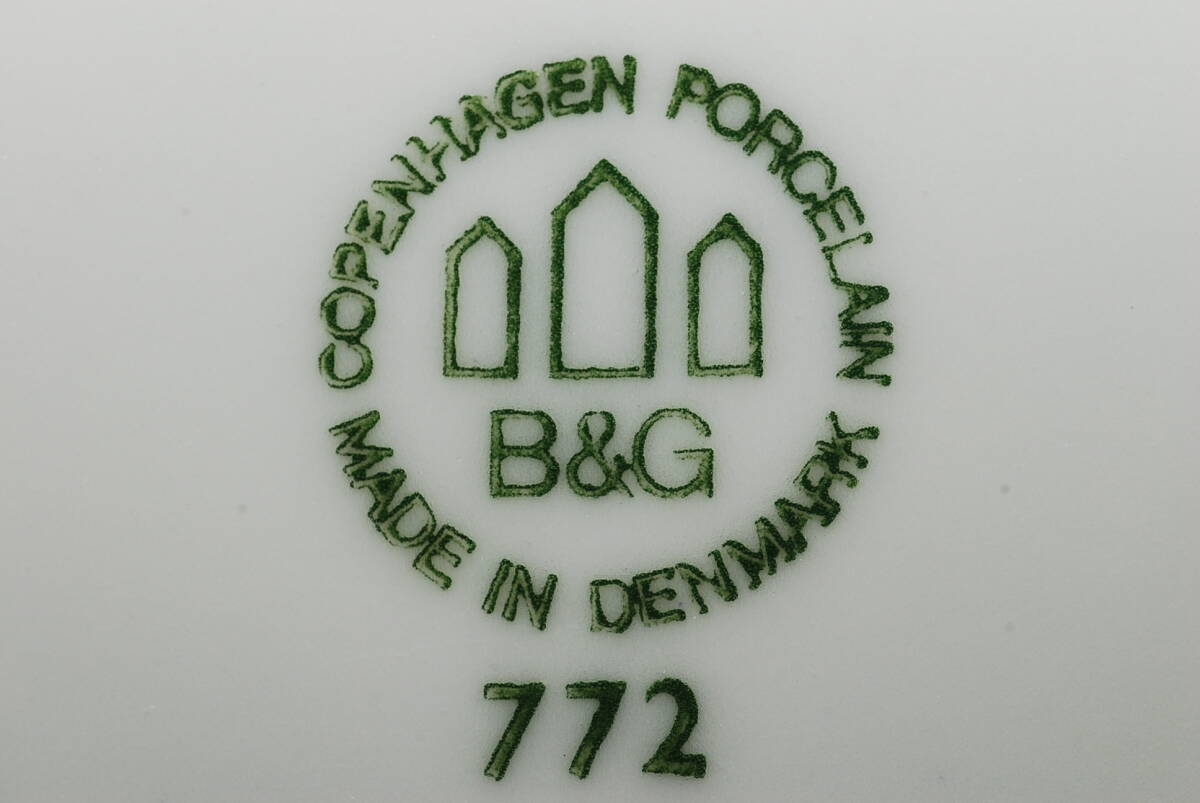 COPENHAGEN PORCELAIN
B&G
MADE IN DENMARK
772